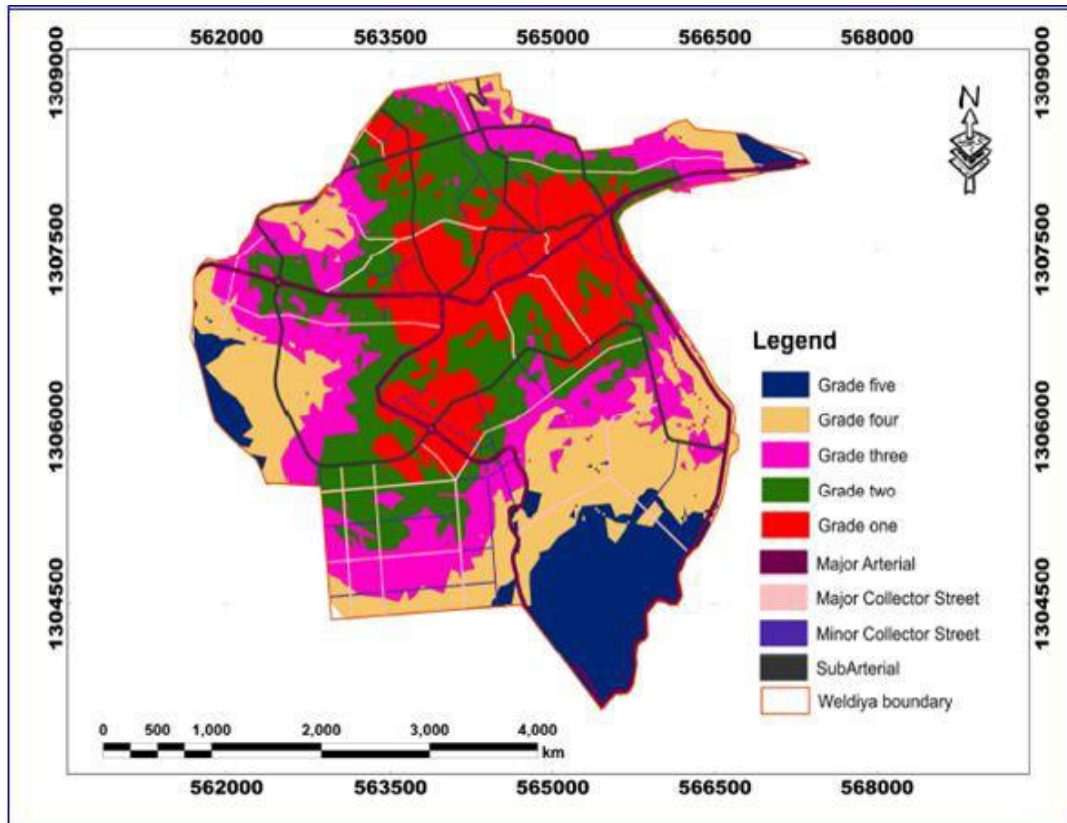 562000 563500 565000 566500 568000
1309000 1309000
N
1307500 1307500
Legend
Grade five
Grade four
1306000 1306000
Grade three
Grade two
Grade one
Major Arterial
Major Collector Street
1304500 1304500
Minor Collector Street
SubArterial
Weldiya boundary
0 500 1,000 2,000 3,000 4,000
km
562000 563500 565000 566500 568000